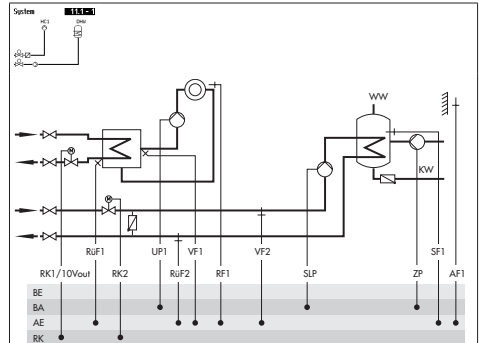 System 11.1 - 1
HC1 DHW
WW
M
KW
M
RüF1 UP1 VF1 VF2 SF1
RK1/10Vout RK2 RüF2 RF1 SLP ZP AF1
BE
BA
AE
RK